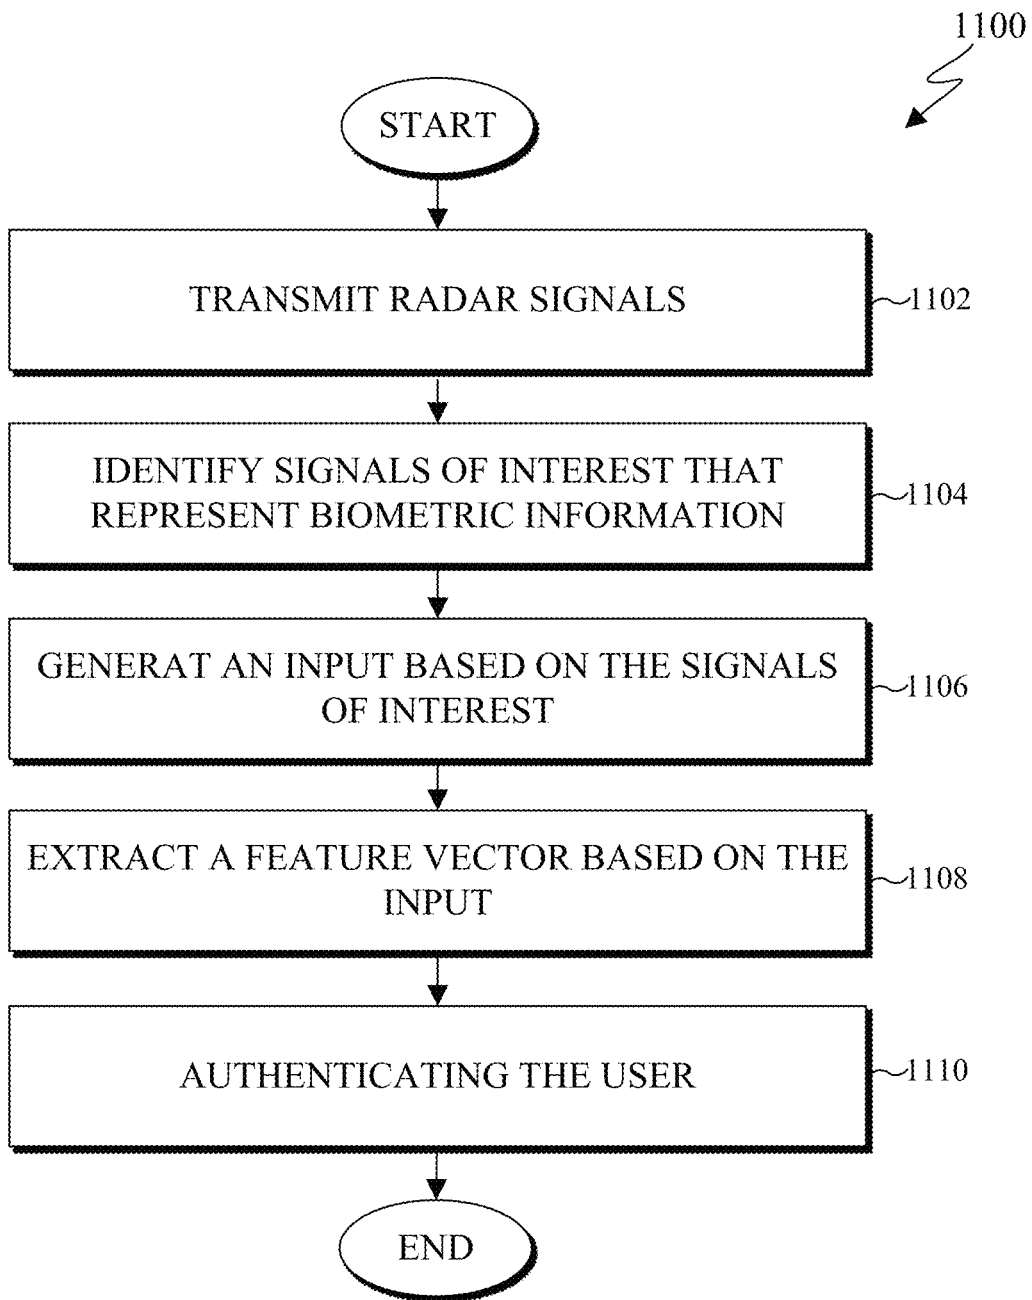 1100
START
TRANSMIT RADAR SIGNALS
1102
IDENTIFY SIGNALS OF INTEREST THAT
REPRESENT BIOMETRIC INFORMATION
1104
GENERAT AN INPUT BASED ON THE SIGNALS
OF INTEREST
1106
EXTRACT A FEATURE VECTOR BASED ON THE
INPUT
1108
AUTHENTICATING THE USER
1110
END